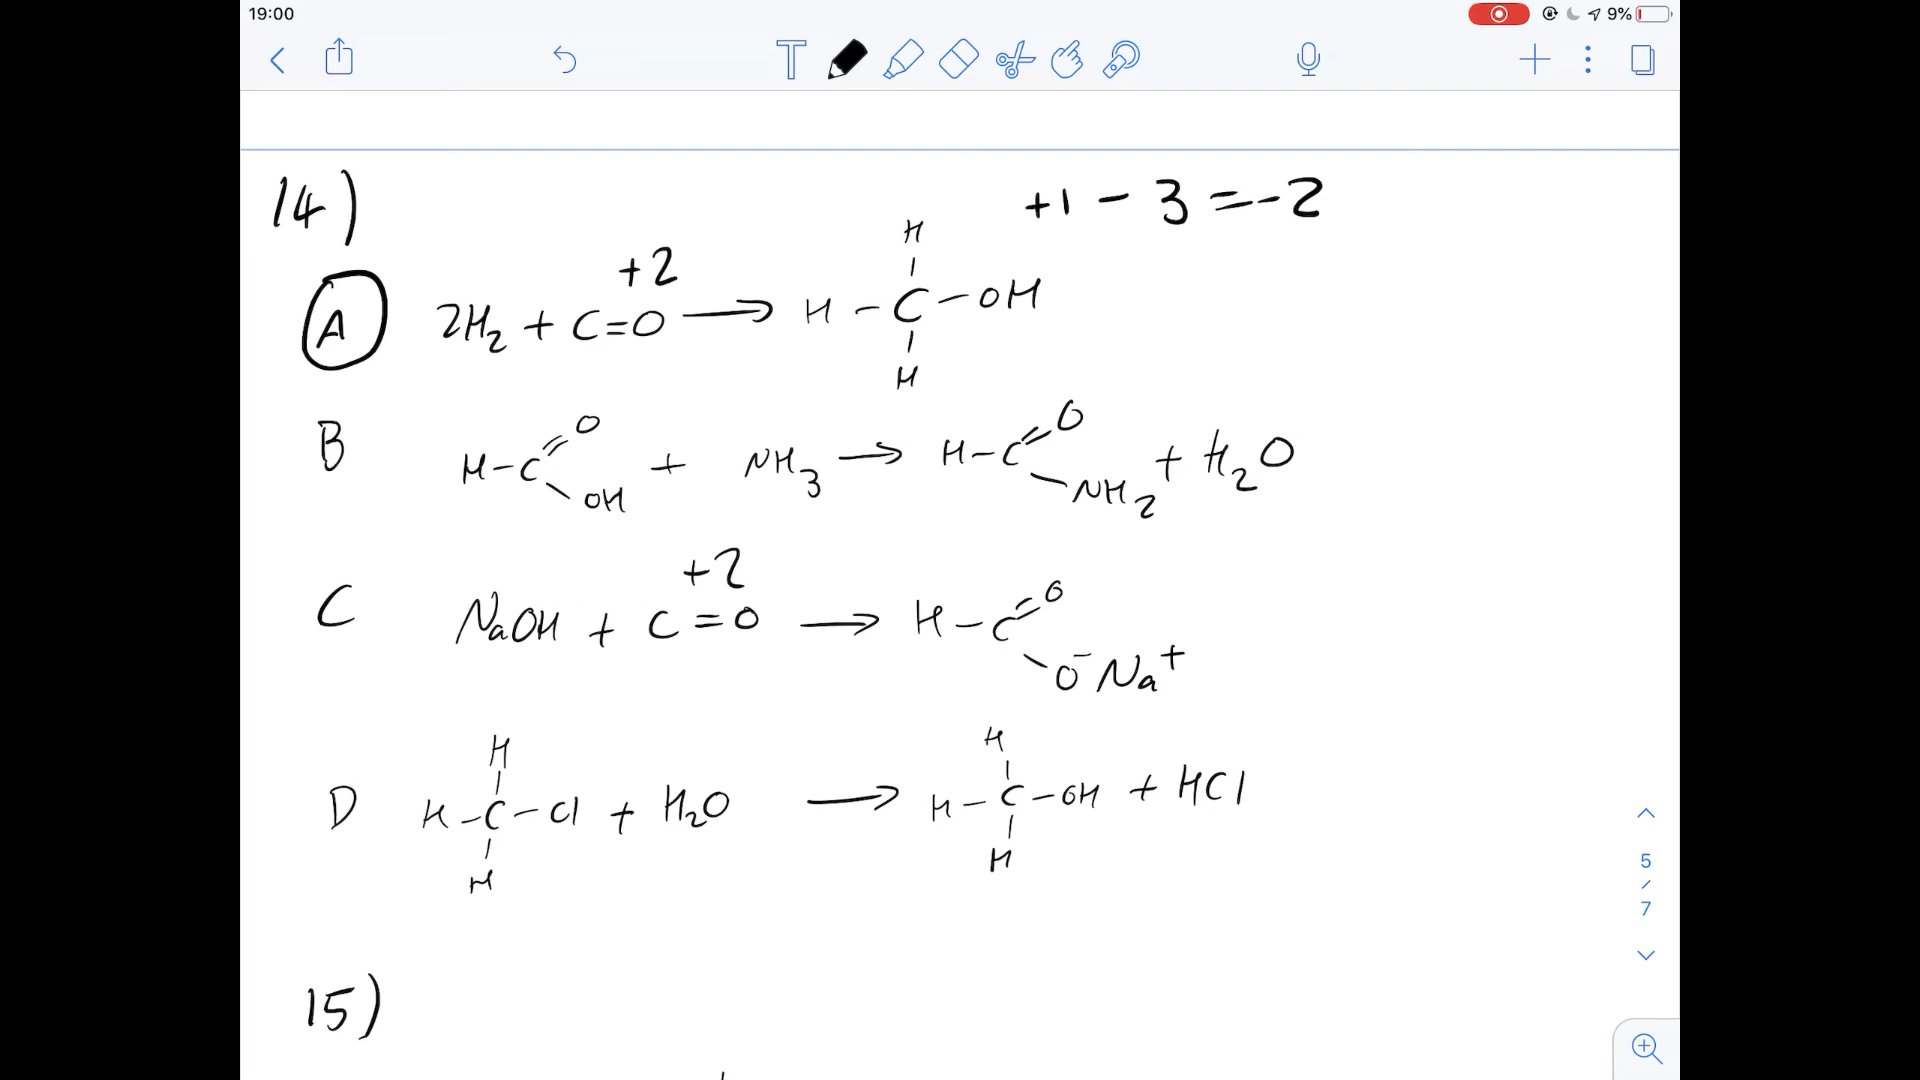 19:00
9%
14)
+1 - 3 = -2
H
+2
A 2H₂ + C=O → H - C - OH
H
B H-C=O OH + NH₃ → H-C=O NH₂ + H₂O
+2
C NaOH + C=O → H-C=O O⁻Na⁺
H H
D H-C-Cl + H₂O → H-C-OH + HCl
H H
5
/
7
15)